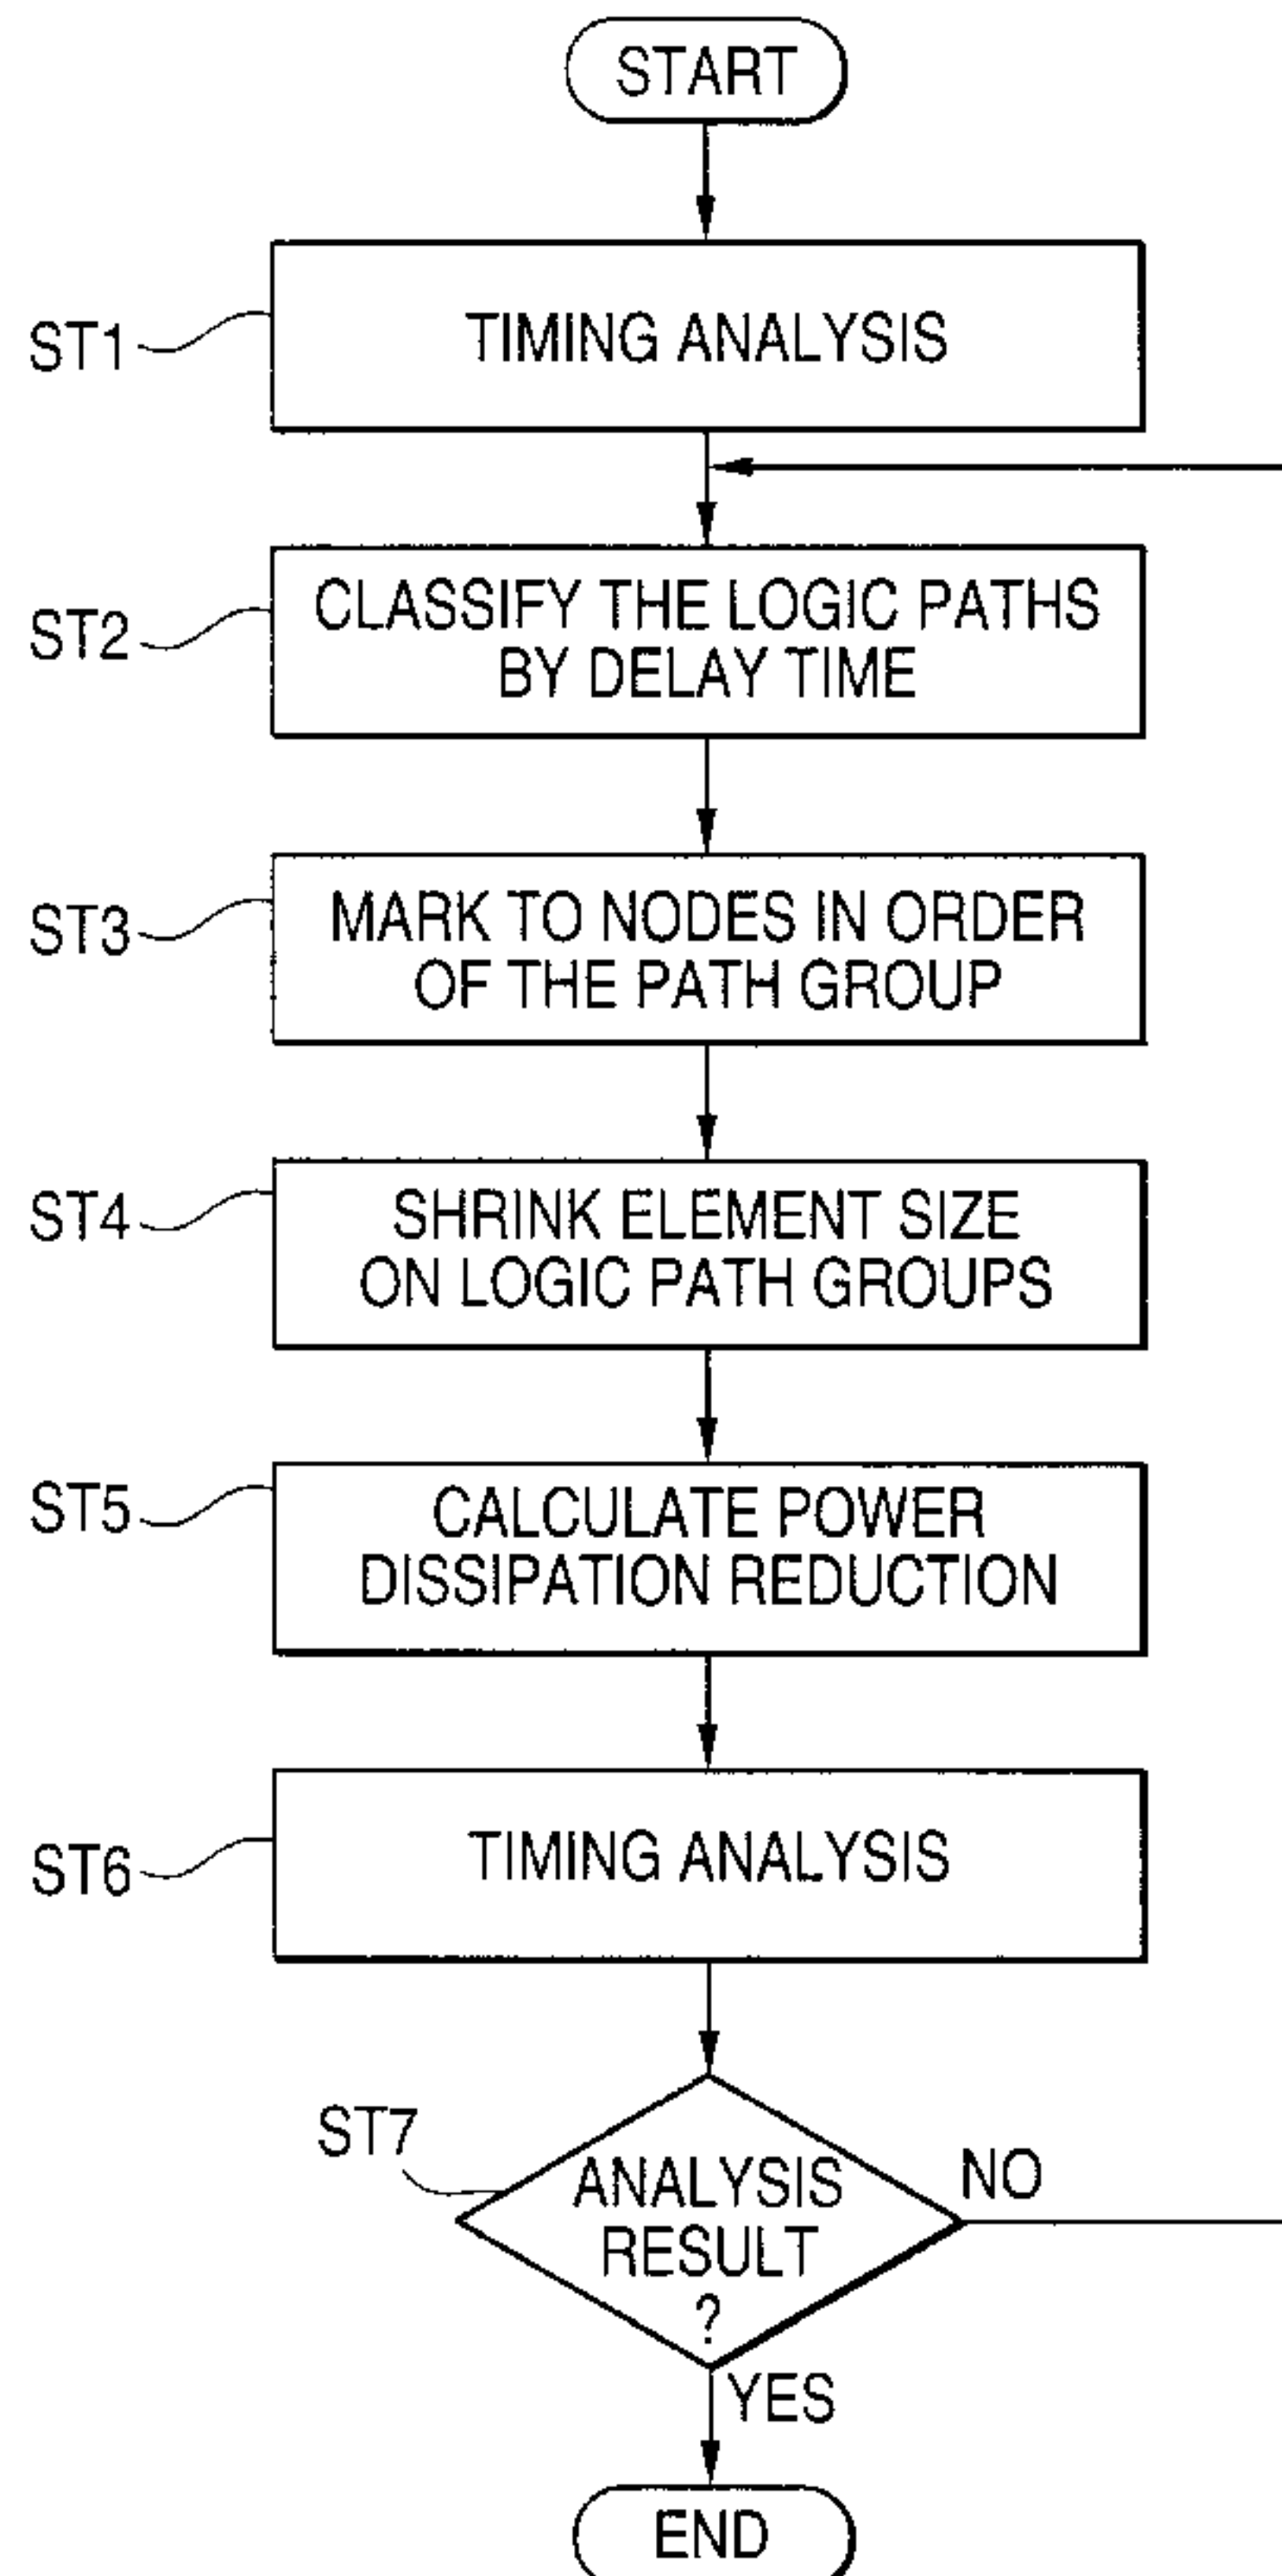 START
ST1
TIMING ANALYSIS
ST2
CLASSIFY THE LOGIC PATHS
BY DELAY TIME
ST3
MARK TO NODES IN ORDER
OF THE PATH GROUP
ST4
SHRINK ELEMENT SIZE
ON LOGIC PATH GROUPS
ST5
CALCULATE POWER
DISSIPATION REDUCTION
ST6
TIMING ANALYSIS
ST7
ANALYSIS
RESULT
?
NO
YES
END